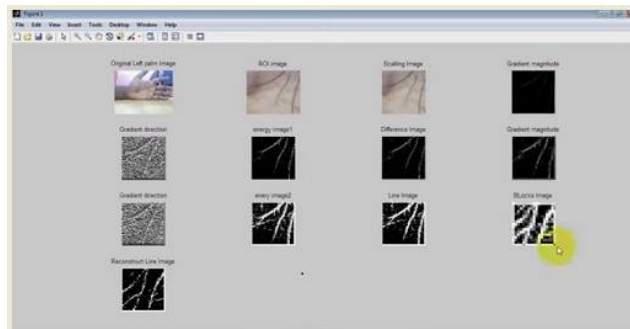 Figure 1
File Edit View Insert Tools Desktop Window Help
Original Left palm Image
ROI image
Scalling Image
Gradient magnitude
Gradient direction
energy image1
Difference Image
Gradient magnitude
Gradient direction
enery image2
Line Image
BLocks Image
Reconstruct Line Image